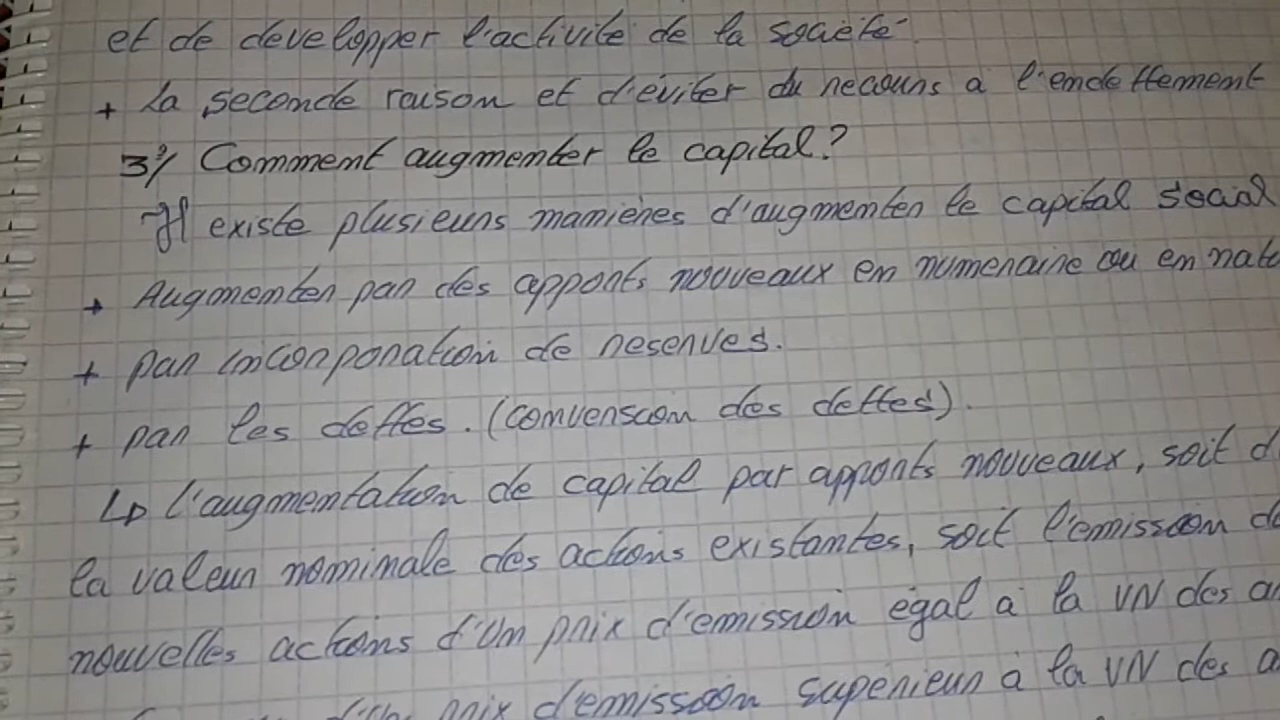 et de developper l'activité de la société.
+ la seconde raison et d'éviter du recours à l'endettement
3°/ Comment augmenter le capital?
Il existe plusieurs manières d'augmenter le capital social
+ Augmenter par des apports nouveaux en numeraire ou en nat
+ par incorporation de reserves.
+ par les dettes. (conversion des dettes).
L'augmentation de capital par apports nouveaux, soit d
la valeur nominale des actions existantes, soit l'emission d
nouvelles actions d'un prix d'emission égal à la VN des a
prix d'emission superieur à la VN des a